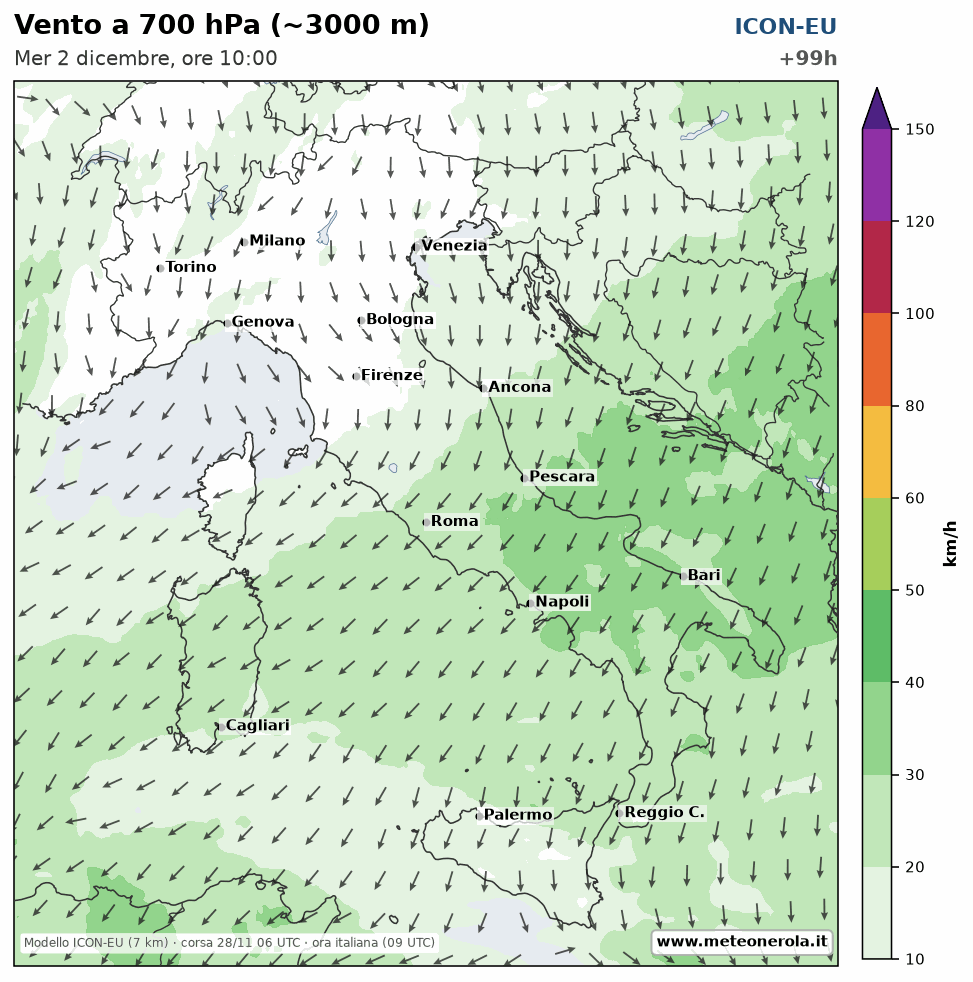 Vento a 700 hPa (~3000 m)
ICON-EU
Mer 2 dicembre, ore 10:00
+99h
150
120
100
80
60
50
40
30
20
10
km/h
Milano
Venezia
Torino
Genova
Bologna
Firenze
Ancona
Pescara
Roma
Bari
Napoli
Cagliari
Palermo
Reggio C.
Modello ICON-EU (7 km) · corsa 28/11 06 UTC · ora italiana (09 UTC)
www.meteonerola.it